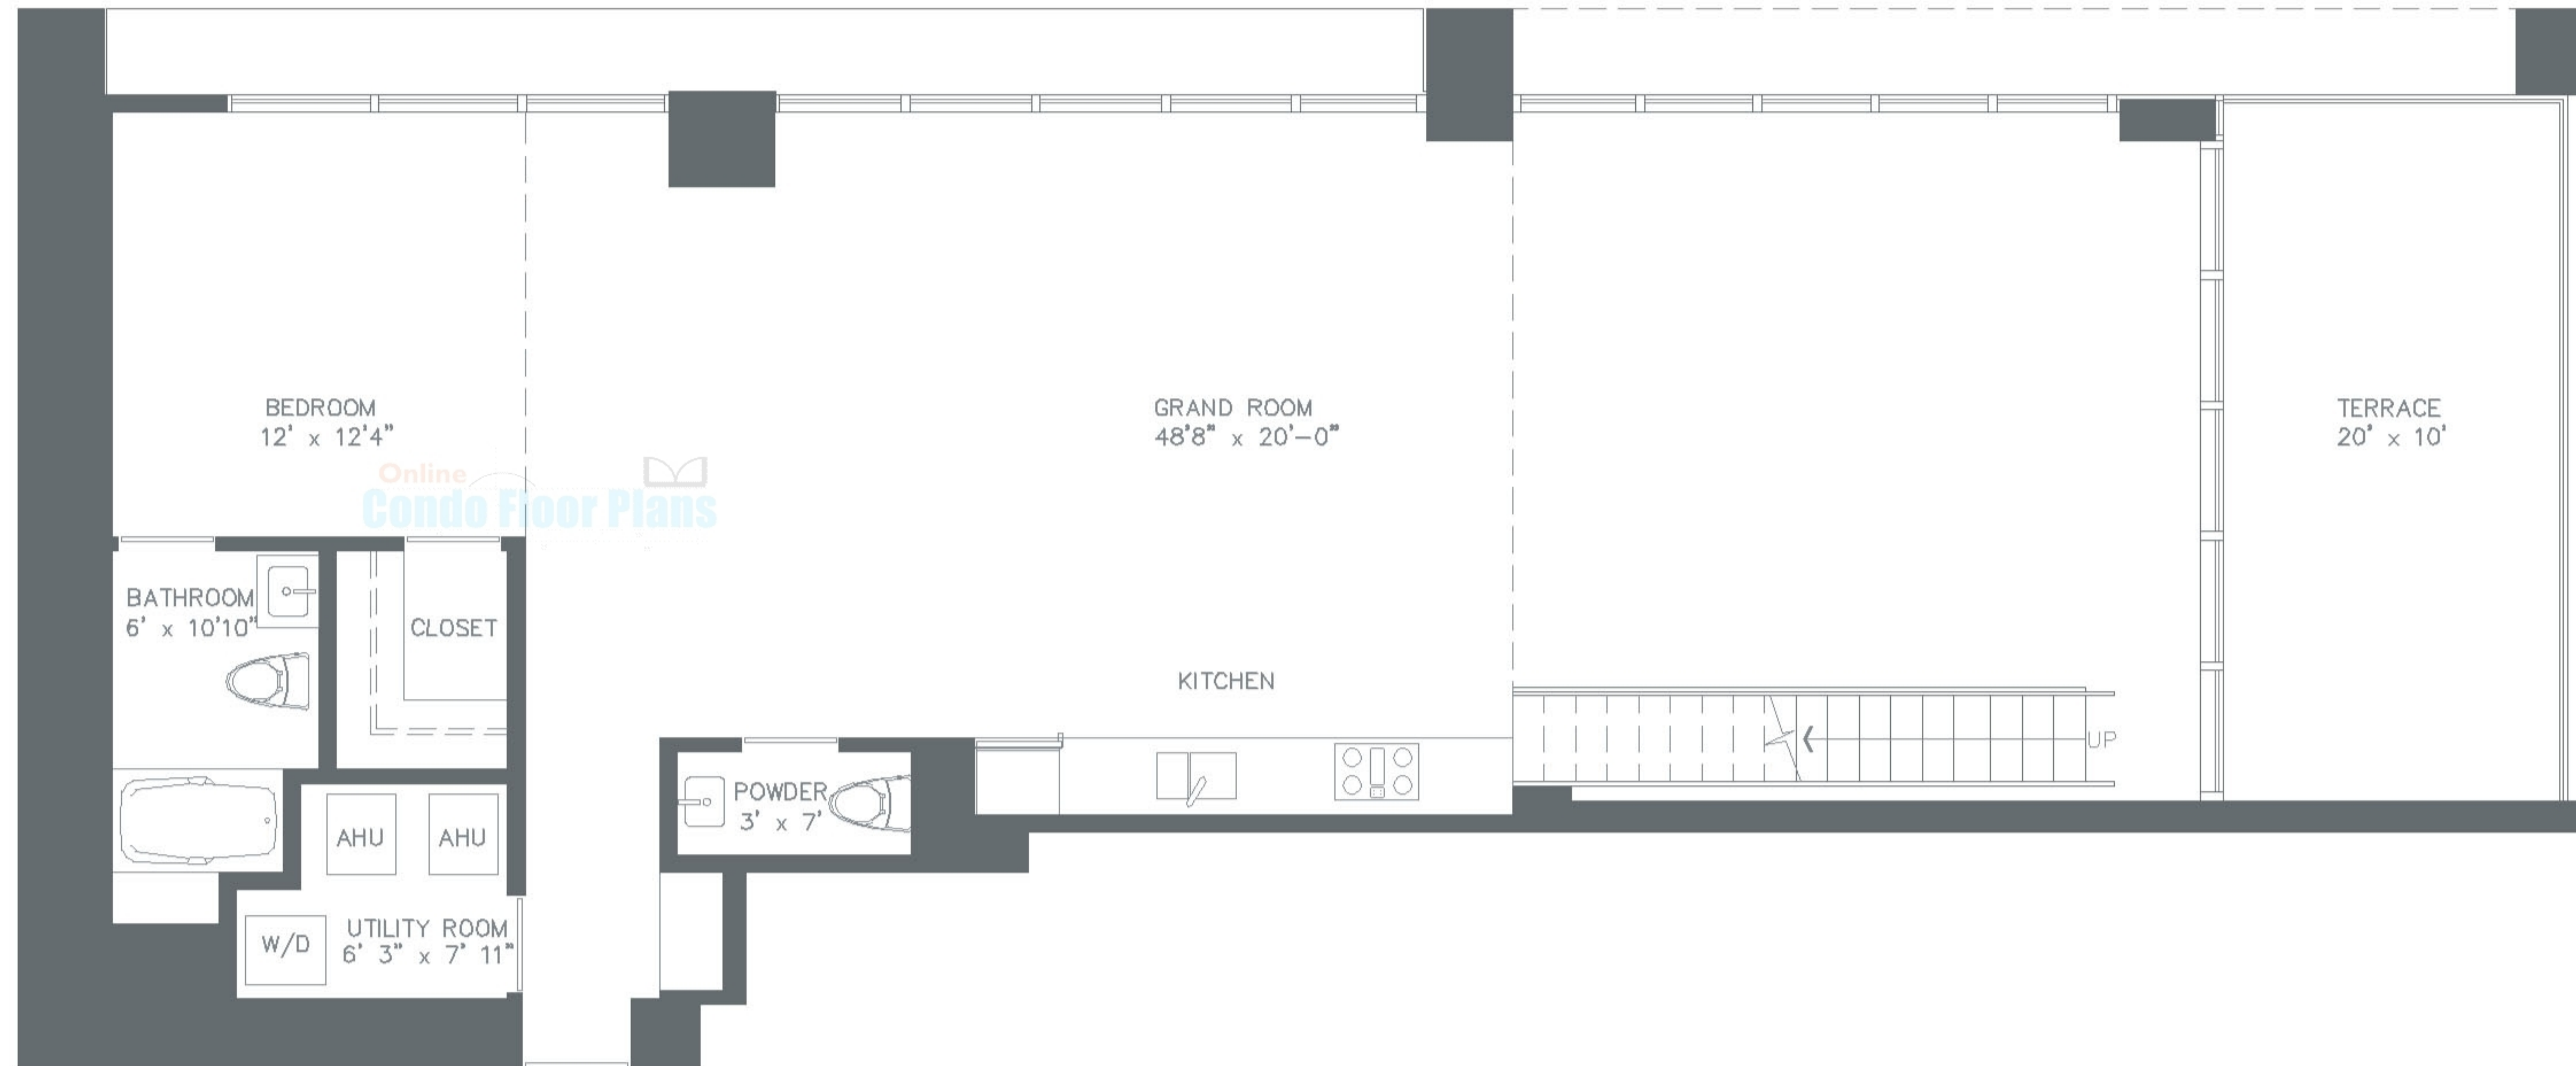 BEDROOM
12' x 12'4"
GRAND ROOM
48'8" x 20'-0"
TERRACE
20' x 10'
Online
Condo Floor Plans
BATHROOM
6' x 10'10"
CLOSET
KITCHEN
UP
POWDER
3' x 7'
AHU
AHU
W/D
UTILITY ROOM
6' 3" x 7' 11"